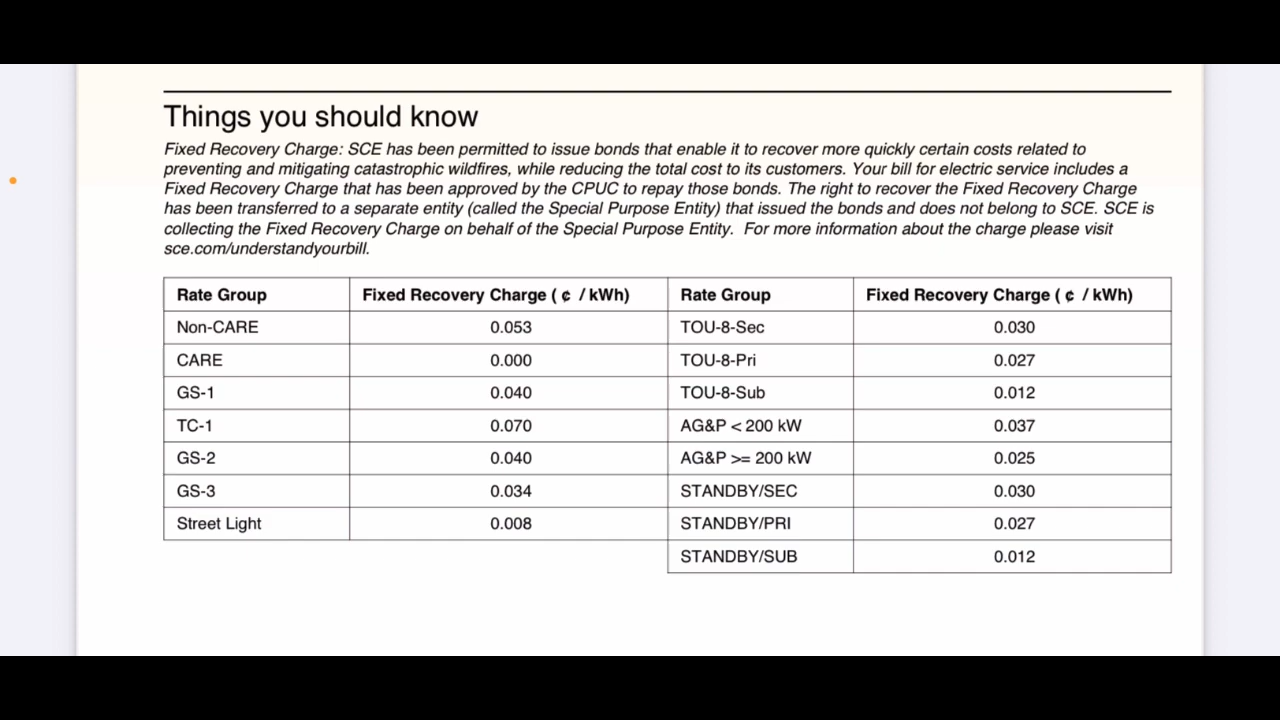 Things you should know
Fixed Recovery Charge: SCE has been permitted to issue bonds that enable it to recover more quickly certain costs related to
preventing and mitigating catastrophic wildfires, while reducing the total cost to its customers. Your bill for electric service includes a
Fixed Recovery Charge that has been approved by the CPUC to repay those bonds. The right to recover the Fixed Recovery Charge
has been transferred to a separate entity (called the Special Purpose Entity) that issued the bonds and does not belong to SCE. SCE is
collecting the Fixed Recovery Charge on behalf of the Special Purpose Entity. For more information about the charge please visit
sce.com/understandyourbill.
Rate Group Fixed Recovery Charge ( ¢ / kWh) Rate Group Fixed Recovery Charge ( ¢ / kWh)
Non-CARE 0.053 TOU-8-Sec 0.030
CARE 0.000 TOU-8-Pri 0.027
GS-1 0.040 TOU-8-Sub 0.012
TC-1 0.070 AG&P < 200 kW 0.037
GS-2 0.040 AG&P >= 200 kW 0.025
GS-3 0.034 STANDBY/SEC 0.030
Street Light 0.008 STANDBY/PRI 0.027
STANDBY/SUB 0.012